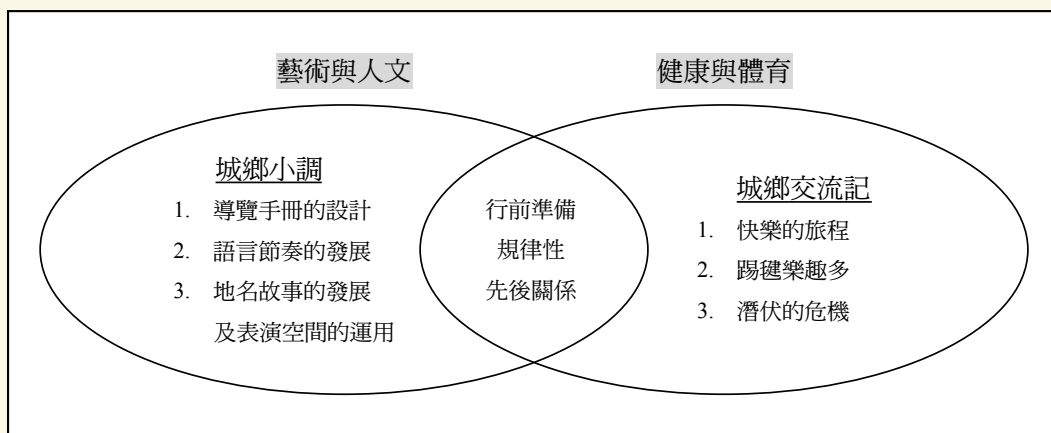 藝術與人文
健康與體育
城鄉小調
1. 導覽手冊的設計
2. 語言節奏的發展
3. 地名故事的發展
及表演空間的運用
行前準備
規律性
先後關係
城鄉交流記
1. 快樂的旅程
2. 踢毽樂趣多
3. 潛伏的危機